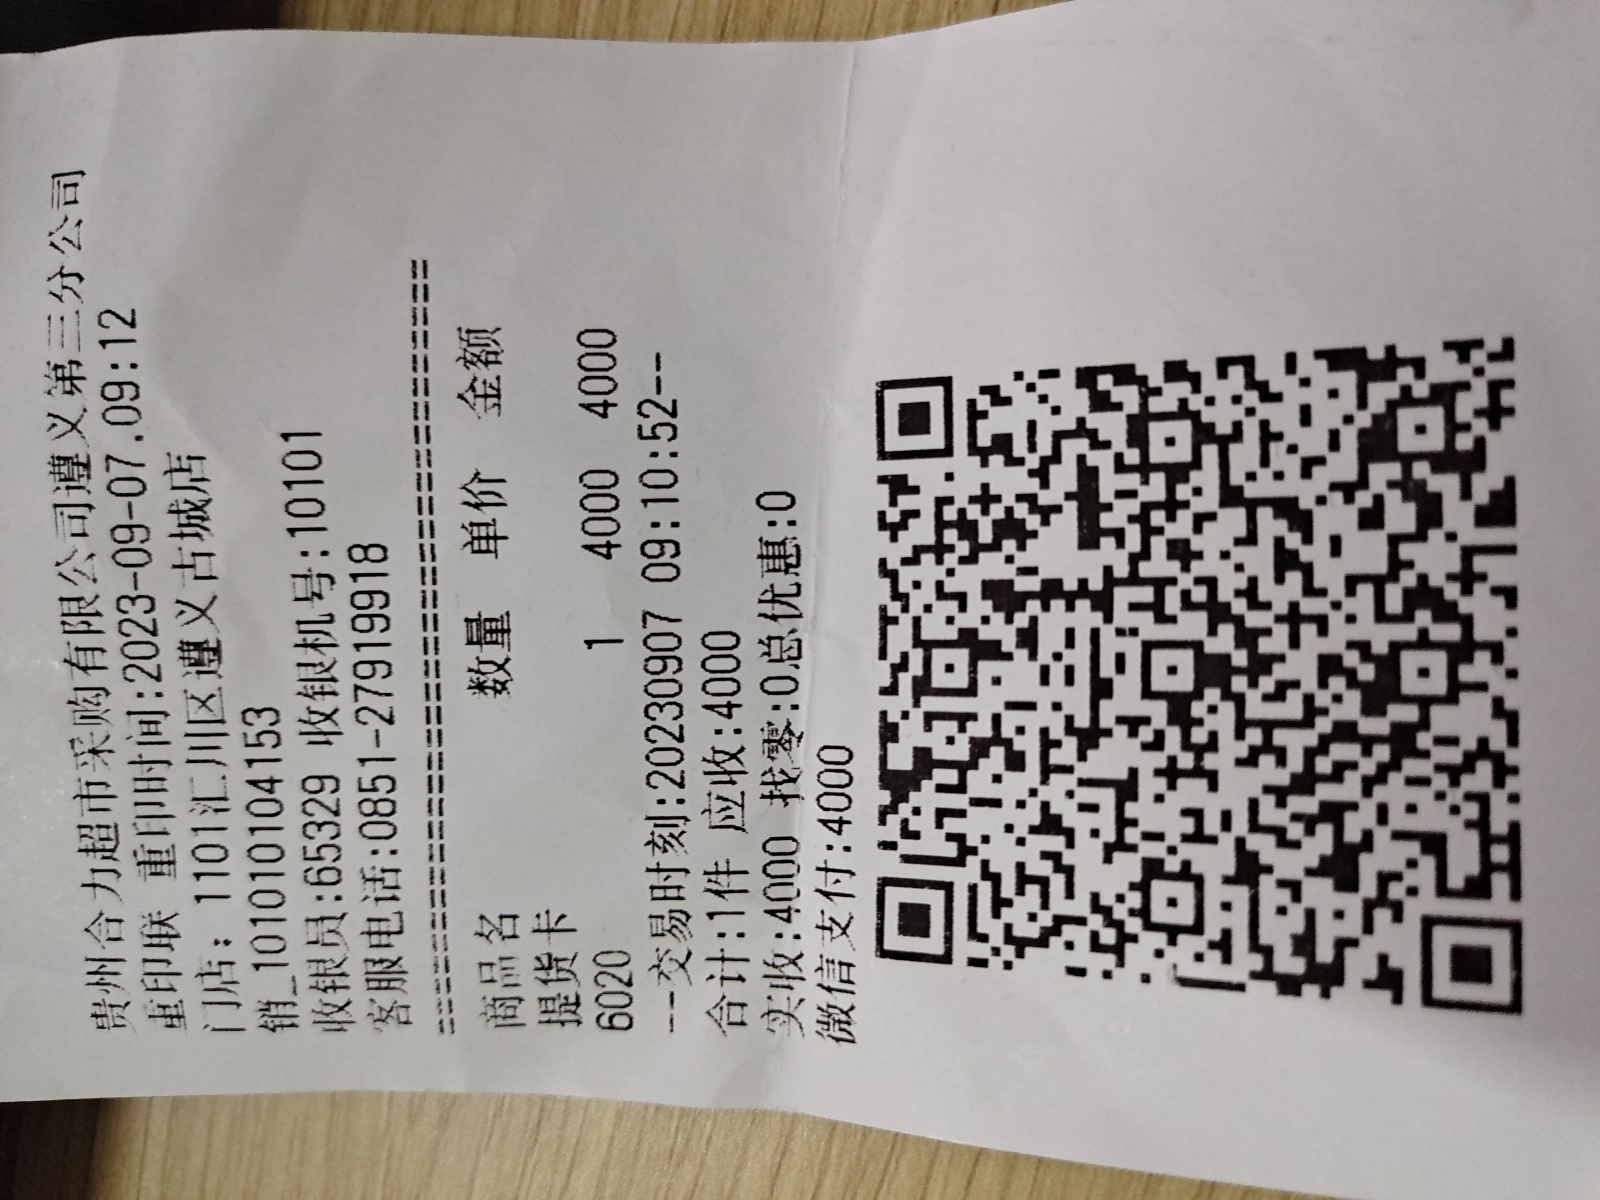 贵州合力超市采购有限公司遵义第三分公司
重印联 重印时间:2023-09-07.09:12
门店: 1101汇川区遵义古城店
销_101010104153
收银员:65329 收银机号:10101
客服电话:0851-27919918
================================================
商品名 数量 单价 金额
提货卡
6020 1 4000 4000
--交易时刻:20230907 09:10:52--
合计:1件 应收:4000
实收:4000 找零:0总优惠:0
微信支付:4000